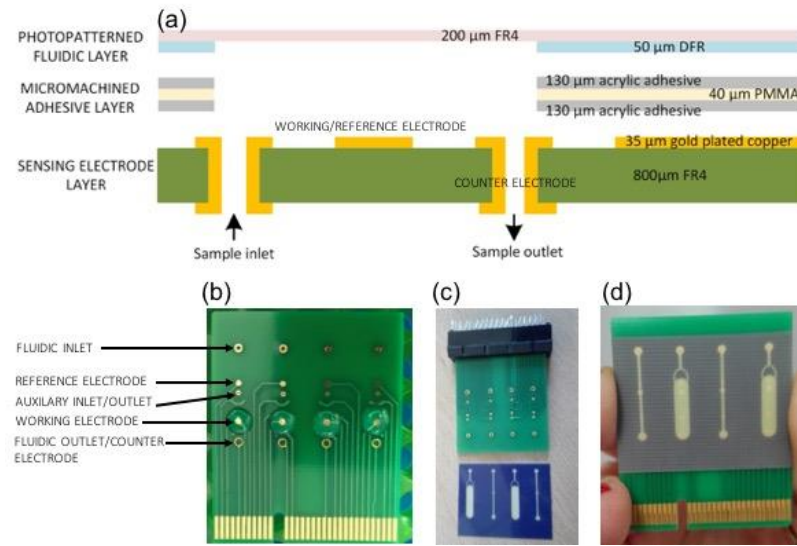 (a)
PHOTOPATTERNED
FLUIDIC LAYER
200 µm FR4
50 µm DFR
MICROMACHINED
ADHESIVE LAYER
130 µm acrylic adhesive
40 µm PMMA
130 µm acrylic adhesive
WORKING/REFERENCE ELECTRODE
35 µm gold plated copper
SENSING ELECTRODE
LAYER
COUNTER ELECTRODE
800µm FR4
Sample inlet
Sample outlet
(b)
(c)
(d)
FLUIDIC INLET
REFERENCE ELECTRODE
AUXILARY INLET/OUTLET
WORKING ELECTRODE
FLUIDIC OUTLET/COUNTER
ELECTRODE